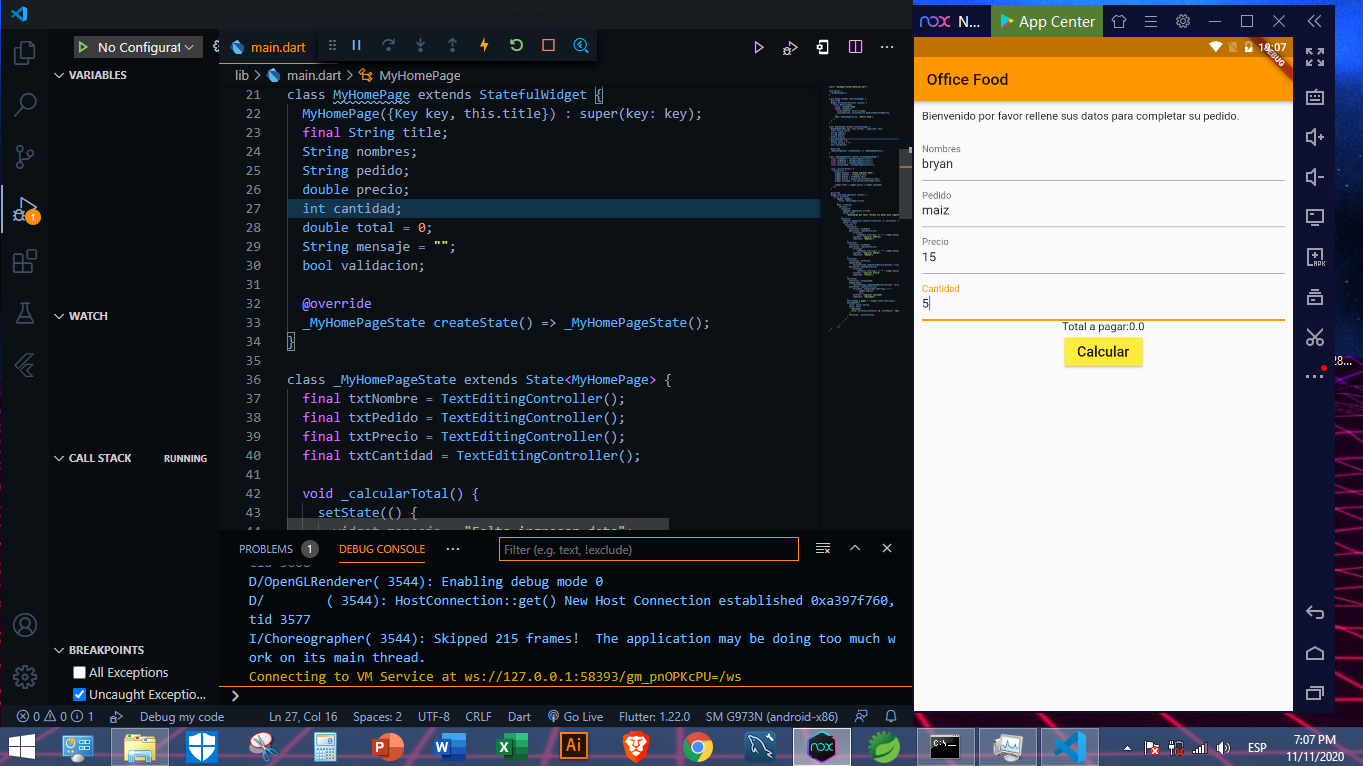 No Configurat
VARIABLES
WATCH
CALL STACK
RUNNING
BREAKPOINTS
All Exceptions
Uncaught Exceptio...
1
main.dart
lib > main.dart > MyHomePage
21 class MyHomePage extends StatefulWidget {
22 MyHomePage({Key key, this.title}) : super(key: key);
23 final String title;
24 String nombres;
25 String pedido;
26 double precio;
27 int cantidad;
28 double total = 0;
29 String mensaje = "";
30 bool validacion;
31
32 @override
33 _MyHomePageState createState() => _MyHomePageState();
34 }
35
36 class _MyHomePageState extends State<MyHomePage> {
37 final txtNombre = TextEditingController();
38 final txtPedido = TextEditingController();
39 final txtPrecio = TextEditingController();
40 final txtCantidad = TextEditingController();
41
42 void _calcularTotal() {
43 setState(() {
PROBLEMS 1 DEBUG CONSOLE ... Filter (e.g. text, !exclude)
D/OpenGLRenderer( 3544): Enabling debug mode 0
D/ ( 3544): HostConnection::get() New Host Connection established 0xa397f760,
tid 3577
I/Choreographer( 3544): Skipped 215 frames! The application may be doing too much w
ork on its main thread.
Connecting to VM Service at ws://127.0.0.1:58393/gm_pnOPKcPU=/ws
>
0 0 1 Debug my code Ln 27, Col 16 Spaces: 2 UTF-8 CRLF Dart Go Live Flutter: 1.22.0 SM G973N (android-x86)
nox N... App Center
19:07
DEBUG
Office Food
Bienvenido por favor rellene sus datos para completar su pedido.
Nombres
bryan
Pedido
maiz
Precio
15
Cantidad
5
Total a pagar:0.0
Calcular
APK
28...
P W X Ai nox C:\
ESP
7:07 PM
11/11/2020